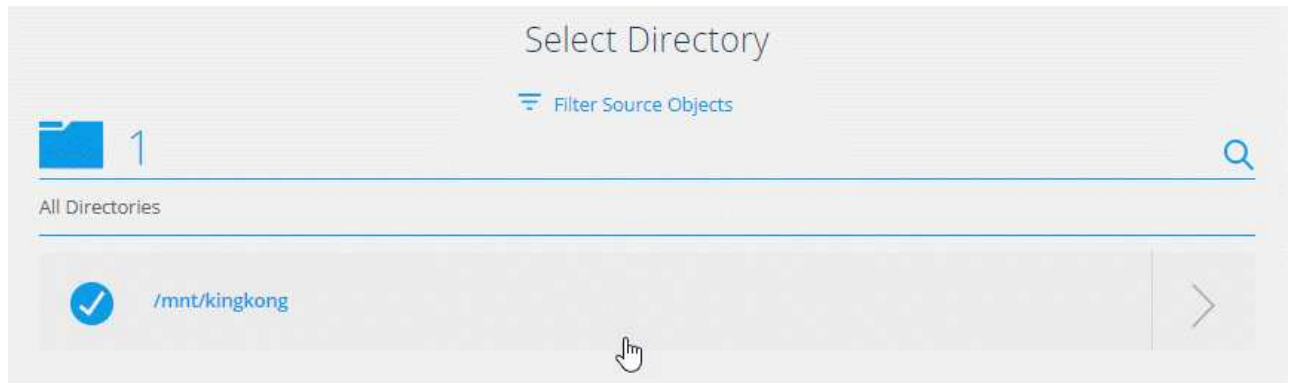 Select Directory
Filter Source Objects
1
All Directories
/mnt/kingkong